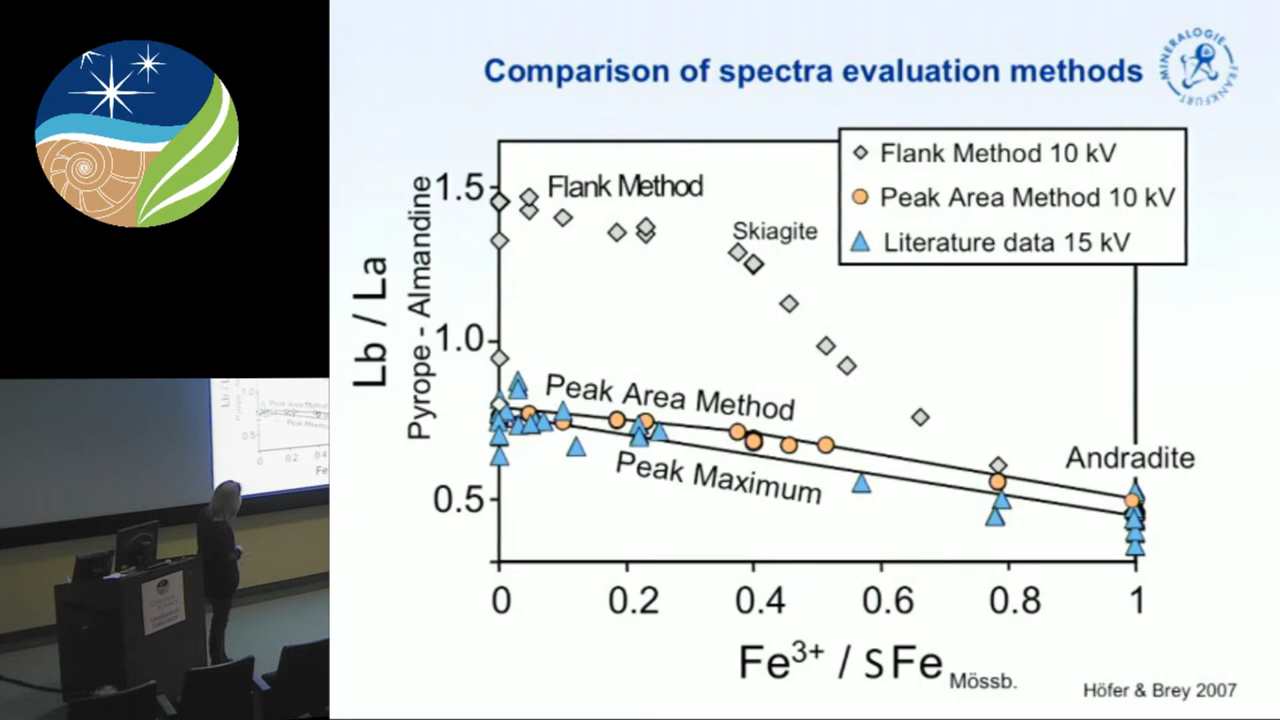 Comparison of spectra evaluation methods
MINERALOGIE
FRANKFURT
Flank Method 10 kV
Peak Area Method 10 kV
Literature data 15 kV
Flank Method
Skiagite
Peak Area Method
Peak Maximum
Andradite
Lb / La
Pyrope - Almandine
1.5
1.0
0.5
0
0.2
0.4
0.6
0.8
1
Fe3+ / SFe Mössb.
Höfer & Brey 2007